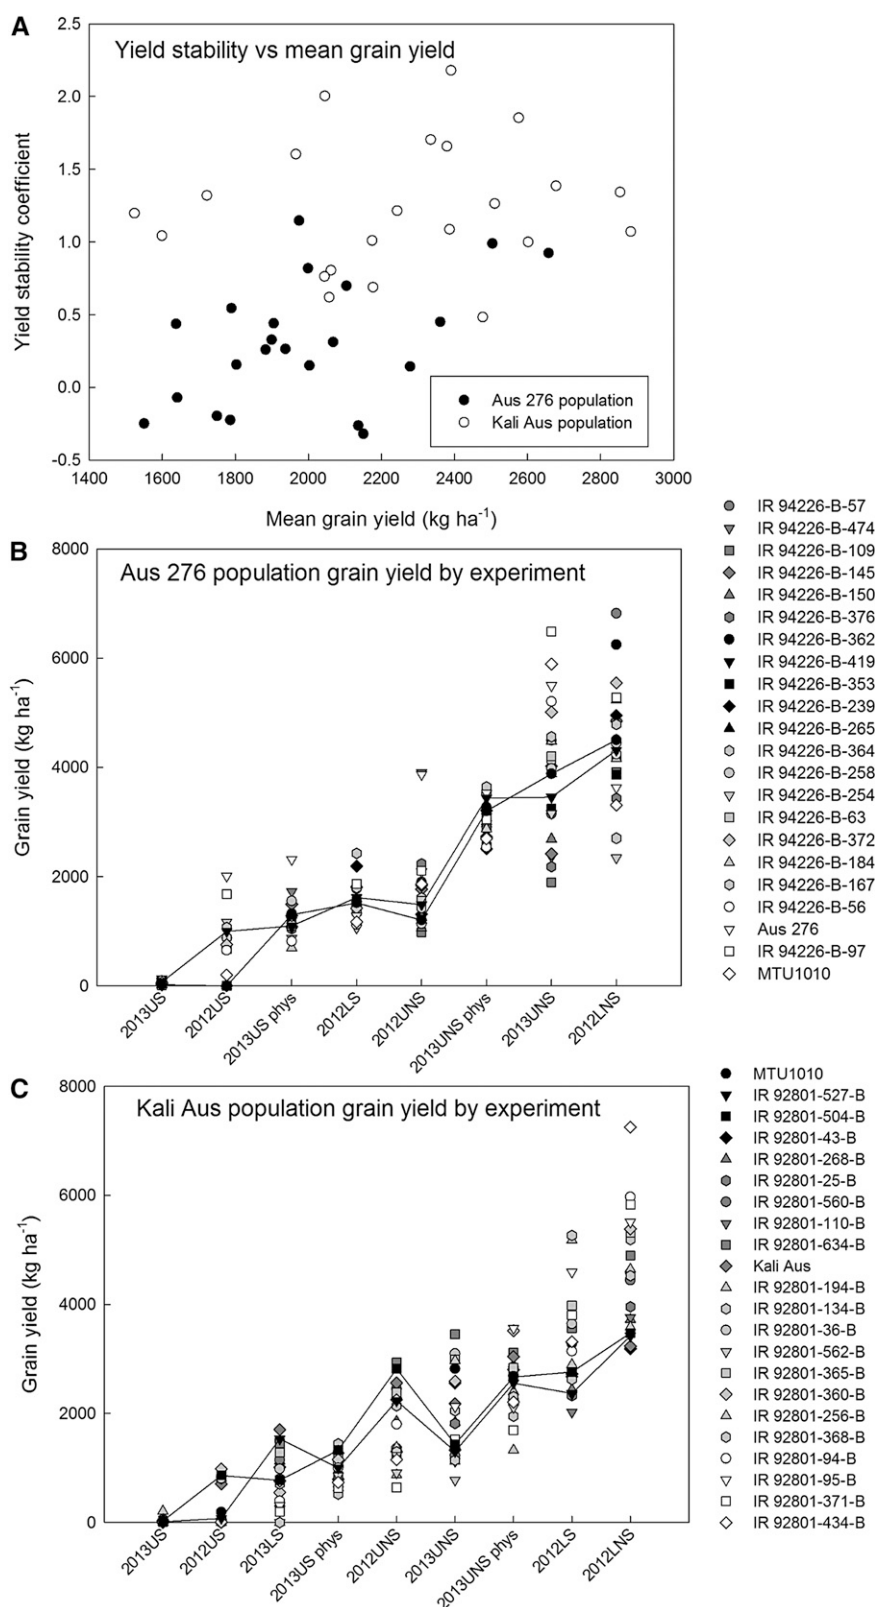 A
Yield stability vs mean grain yield
Yield stability coefficient
2.5
2.0
1.5
1.0
0.5
0.0
-0.5
Aus 276 population
Kali Aus population
1400 1600 1800 2000 2200 2400 2600 2800 3000
Mean grain yield (kg ha-1)
B
Aus 276 population grain yield by experiment
Grain yield (kg ha-1)
8000
6000
4000
2000
0
2013US 2012US 2013US phys 2012LS 2012UNS 2013UNS phys 2013UNS 2012LNS
IR 94226-B-57
IR 94226-B-474
IR 94226-B-109
IR 94226-B-145
IR 94226-B-150
IR 94226-B-376
IR 94226-B-362
IR 94226-B-419
IR 94226-B-353
IR 94226-B-239
IR 94226-B-265
IR 94226-B-364
IR 94226-B-258
IR 94226-B-254
IR 94226-B-63
IR 94226-B-372
IR 94226-B-184
IR 94226-B-167
IR 94226-B-56
Aus 276
IR 94226-B-97
MTU1010
C
Kali Aus population grain yield by experiment
Grain yield (kg ha-1)
8000
6000
4000
2000
0
2013US 2012US 2013LS 2013US phys 2012UNS 2013UNS 2013UNS phys 2012LS 2012LNS
MTU1010
IR 92801-527-B
IR 92801-504-B
IR 92801-43-B
IR 92801-268-B
IR 92801-25-B
IR 92801-560-B
IR 92801-110-B
IR 92801-634-B
Kali Aus
IR 92801-194-B
IR 92801-134-B
IR 92801-36-B
IR 92801-562-B
IR 92801-365-B
IR 92801-360-B
IR 92801-256-B
IR 92801-368-B
IR 92801-94-B
IR 92801-95-B
IR 92801-371-B
IR 92801-434-B